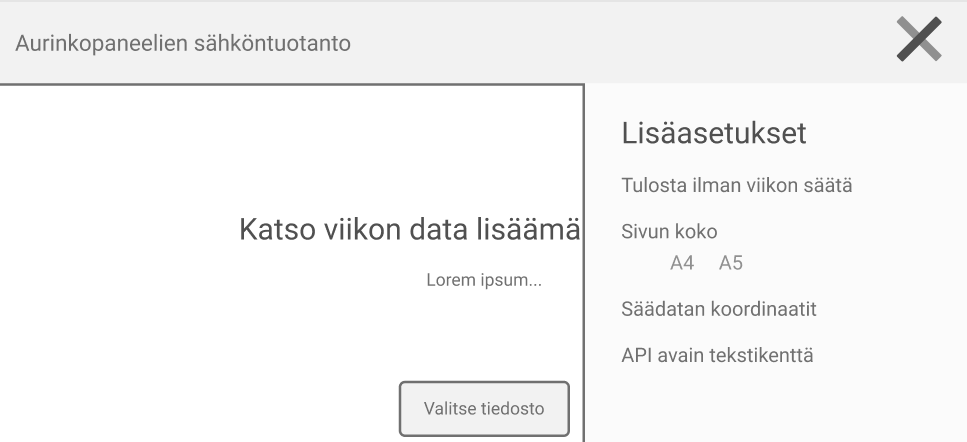 Aurinkopaneelien sähköntuotanto
Katso viikon data lisäämä
Lorem ipsum...
Valitse tiedosto
Lisäasetukset
Tulosta ilman viikon säätä
Sivun koko
A4 A5
Säädatan koordinaatit
API avain tekstikenttä